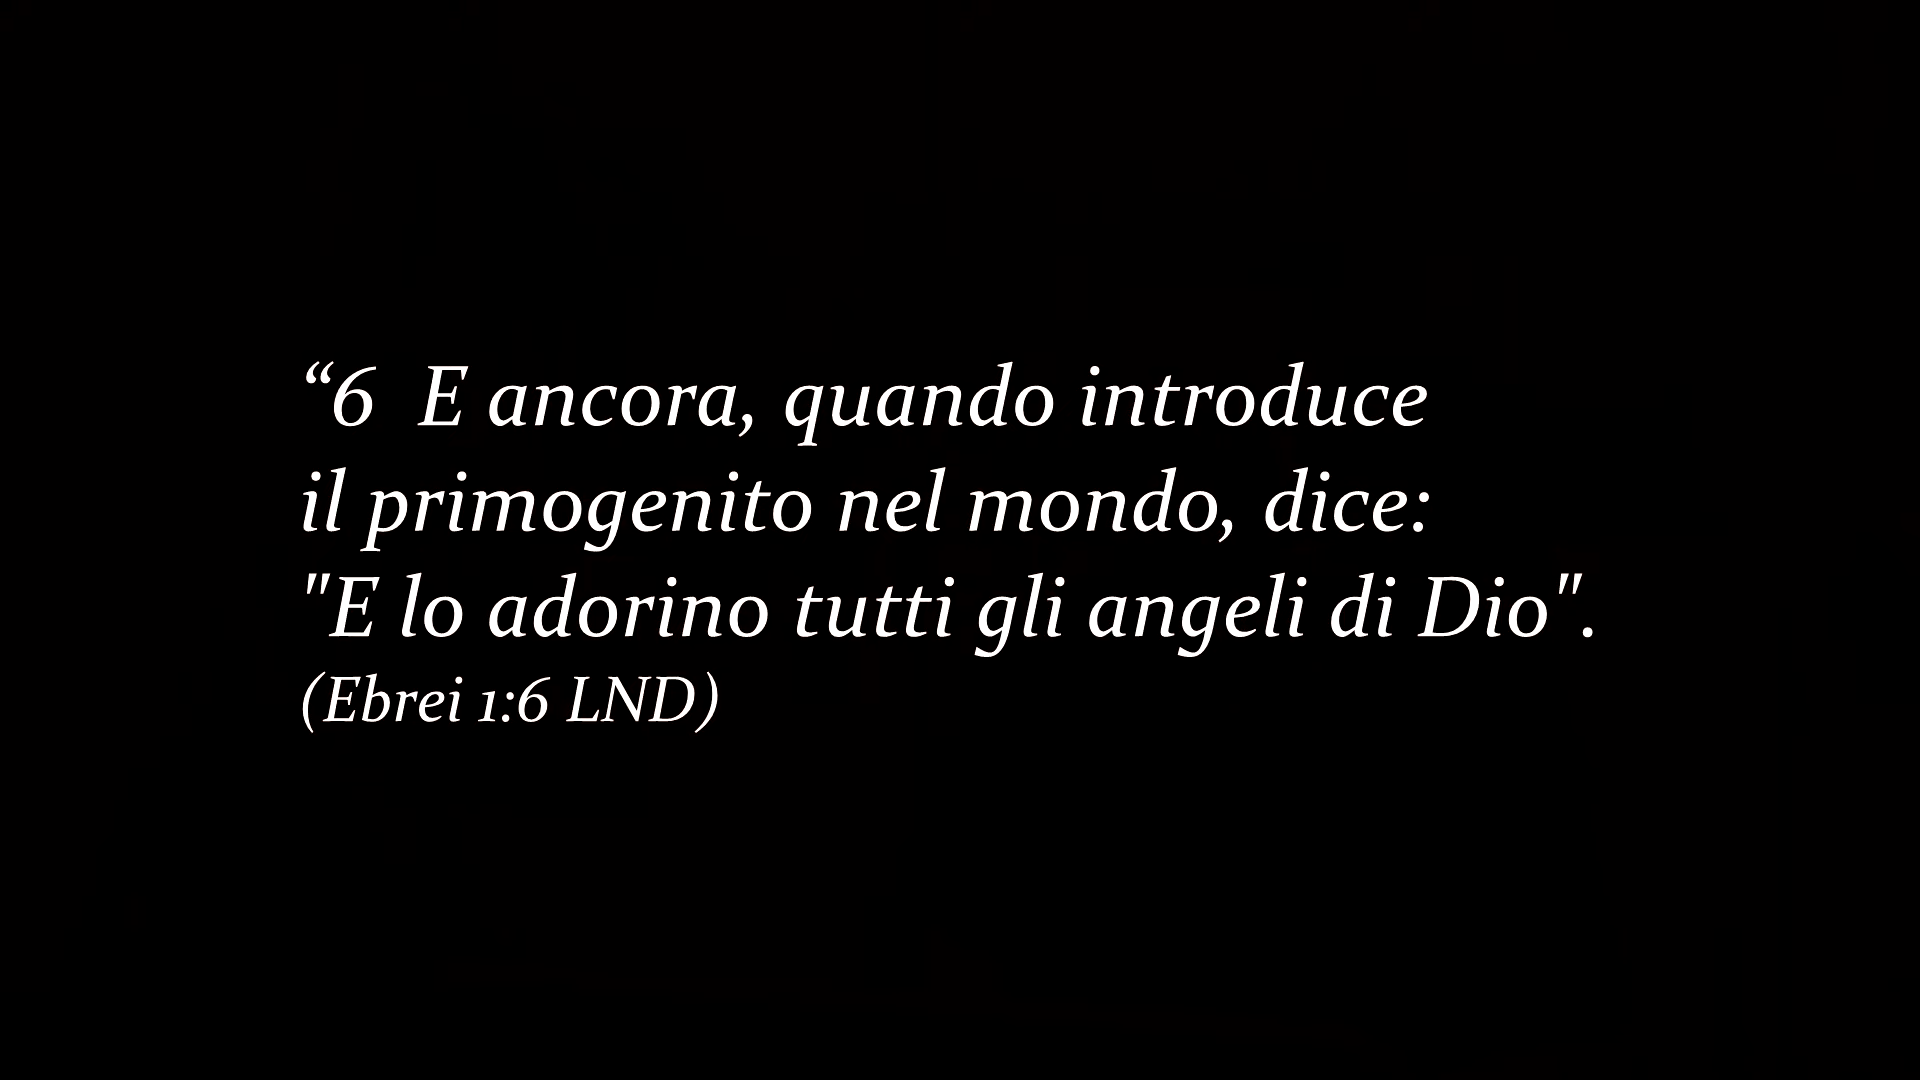 “6  E ancora, quando introduce
il primogenito nel mondo, dice:
"E lo adorino tutti gli angeli di Dio".
(Ebrei 1:6 LND)